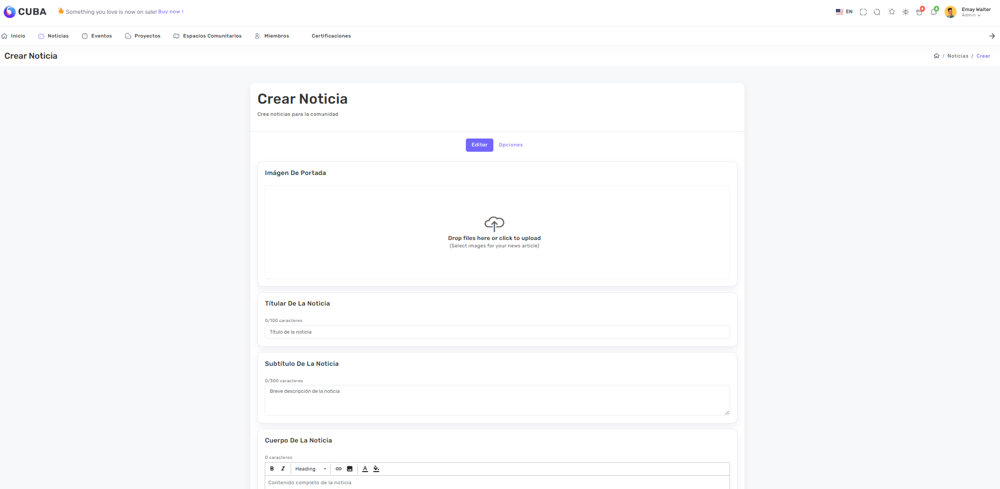 CUBA
Something you love is now on sale! Buy now !
EN
4
4
Emay Walter
Admin
Inicio
Noticias
Eventos
Proyectos
Espacios Comunitarios
Miembros
Certificaciones
Crear Noticia
/ Noticias / Crear
Crear Noticia
Crea noticias para la comunidad
Editor
Opciones
Imágen De Portada
Drop files here or click to upload
(Select images for your news article)
Títular De La Noticia
0/100 caracteres
Título de la noticia
Subtítulo De La Noticia
0/300 caracteres
Breve descripción de la noticia
Cuerpo De La Noticia
0 caracteres
B I Heading A
Contenido completo de la noticia